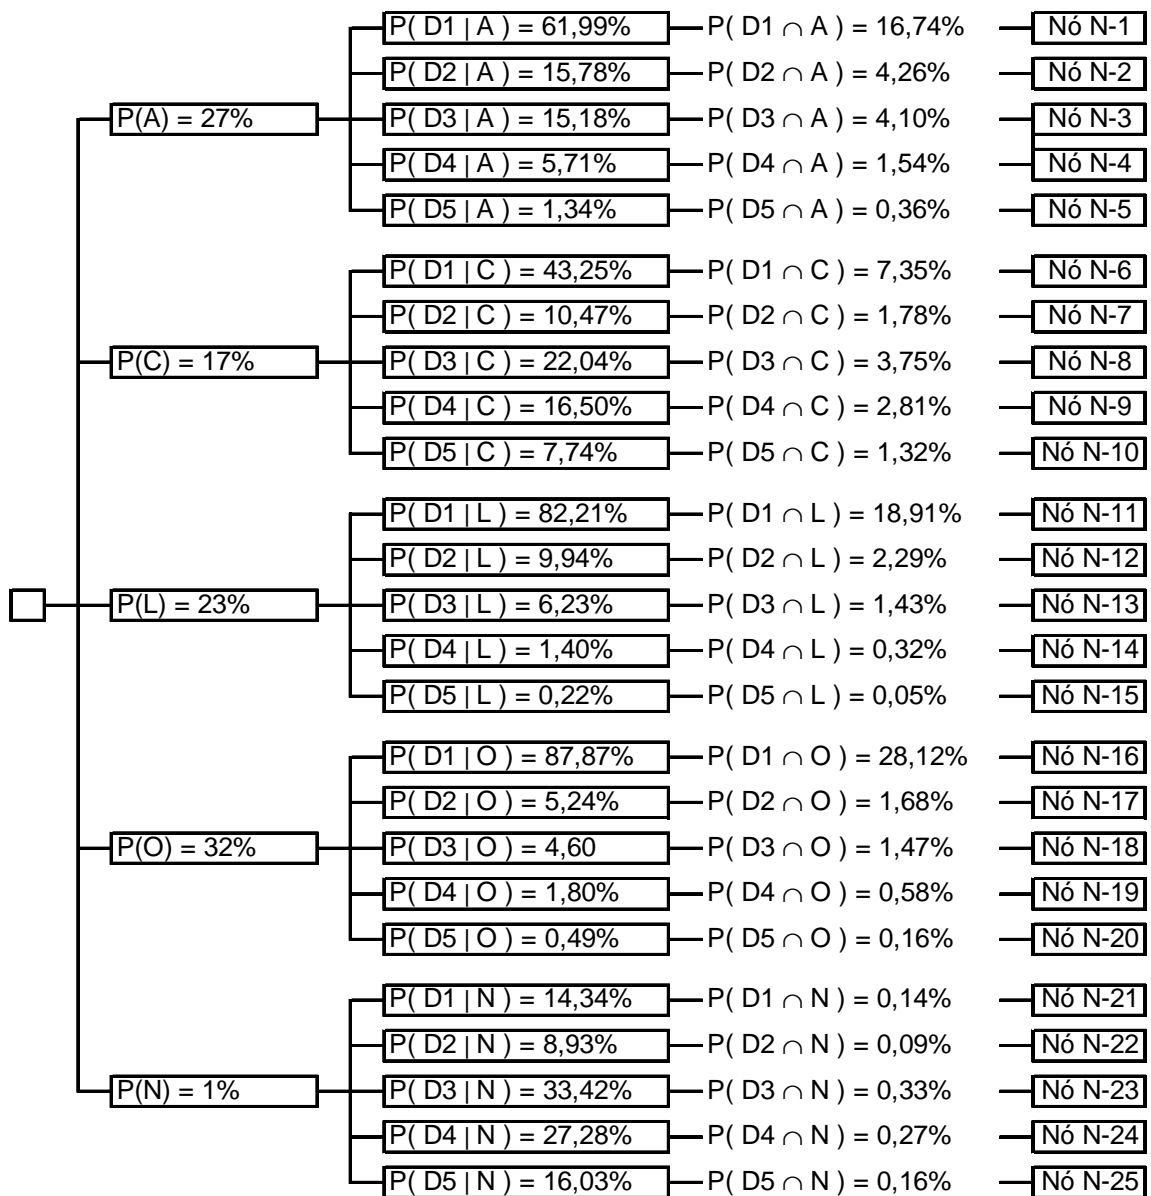 P( D1 | A ) = 61,99% P( D1 ∩ A ) = 16,74% Nó N-1
P( D2 | A ) = 15,78% P( D2 ∩ A ) = 4,26% Nó N-2
P(A) = 27% P( D3 | A ) = 15,18% P( D3 ∩ A ) = 4,10% Nó N-3
P( D4 | A ) = 5,71% P( D4 ∩ A ) = 1,54% Nó N-4
P( D5 | A ) = 1,34% P( D5 ∩ A ) = 0,36% Nó N-5
P( D1 | C ) = 43,25% P( D1 ∩ C ) = 7,35% Nó N-6
P( D2 | C ) = 10,47% P( D2 ∩ C ) = 1,78% Nó N-7
P(C) = 17% P( D3 | C ) = 22,04% P( D3 ∩ C ) = 3,75% Nó N-8
P( D4 | C ) = 16,50% P( D4 ∩ C ) = 2,81% Nó N-9
P( D5 | C ) = 7,74% P( D5 ∩ C ) = 1,32% Nó N-10
P( D1 | L ) = 82,21% P( D1 ∩ L ) = 18,91% Nó N-11
P( D2 | L ) = 9,94% P( D2 ∩ L ) = 2,29% Nó N-12
P(L) = 23% P( D3 | L ) = 6,23% P( D3 ∩ L ) = 1,43% Nó N-13
P( D4 | L ) = 1,40% P( D4 ∩ L ) = 0,32% Nó N-14
P( D5 | L ) = 0,22% P( D5 ∩ L ) = 0,05% Nó N-15
P( D1 | O ) = 87,87% P( D1 ∩ O ) = 28,12% Nó N-16
P( D2 | O ) = 5,24% P( D2 ∩ O ) = 1,68% Nó N-17
P(O) = 32% P( D3 | O ) = 4,60 P( D3 ∩ O ) = 1,47% Nó N-18
P( D4 | O ) = 1,80% P( D4 ∩ O ) = 0,58% Nó N-19
P( D5 | O ) = 0,49% P( D5 ∩ O ) = 0,16% Nó N-20
P( D1 | N ) = 14,34% P( D1 ∩ N ) = 0,14% Nó N-21
P( D2 | N ) = 8,93% P( D2 ∩ N ) = 0,09% Nó N-22
P(N) = 1% P( D3 | N ) = 33,42% P( D3 ∩ N ) = 0,33% Nó N-23
P( D4 | N ) = 27,28% P( D4 ∩ N ) = 0,27% Nó N-24
P( D5 | N ) = 16,03% P( D5 ∩ N ) = 0,16% Nó N-25